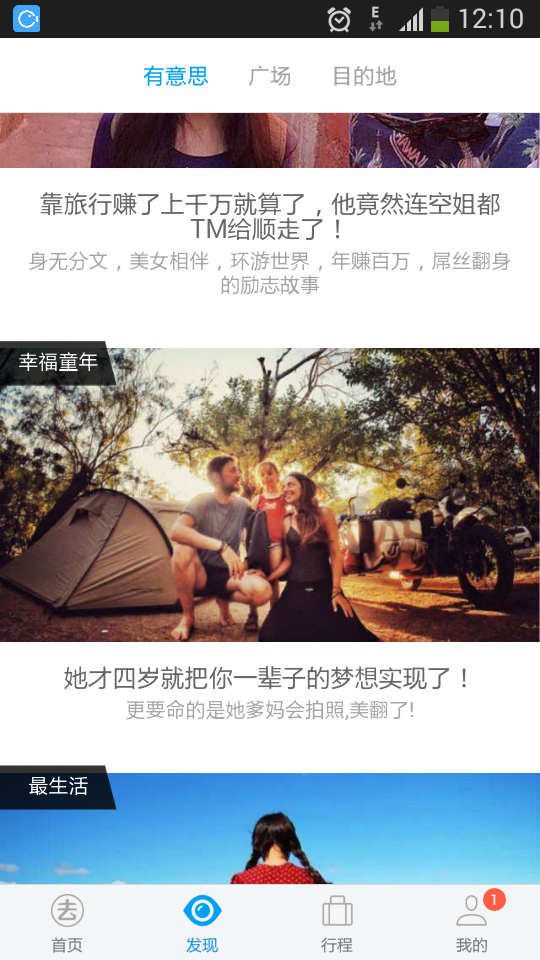 E
12:10
有意思 广场 目的地
靠旅行赚了上千万就算了，他竟然连空姐都
TM给顺走了！
身无分文，美女相伴，环游世界，年赚百万，屌丝翻身
的励志故事
幸福童年
她才四岁就把你一辈子的梦想实现了！
更要命的是她爹妈会拍照,美翻了!
最生活
去
1
首页 发现 行程 我的